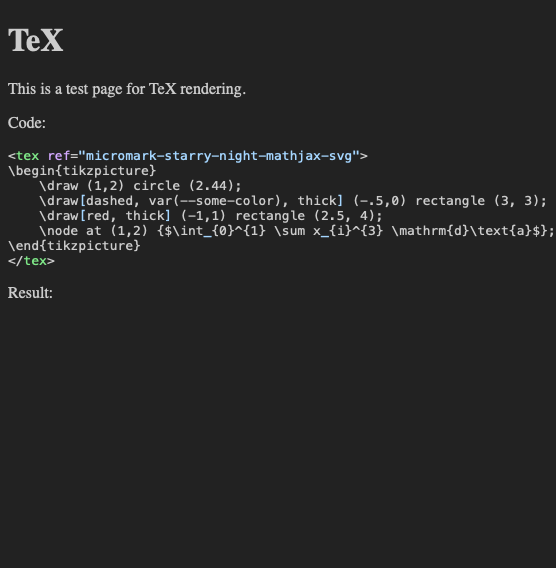 TeX
This is a test page for TeX rendering.
Code:
<tex ref="micromark-starry-night-mathjax-svg">
\begin{tikzpicture}
    \draw (1,2) circle (2.44);
    \draw[dashed, var(--some-color), thick] (-.5,0) rectangle (3, 3);
    \draw[red, thick] (-1,1) rectangle (2.5, 4);
    \node at (1,2) {$\int_{0}^{1} \sum x_{i}^{3} \mathrm{d}\text{a}$};
\end{tikzpicture}
</tex>
Result: